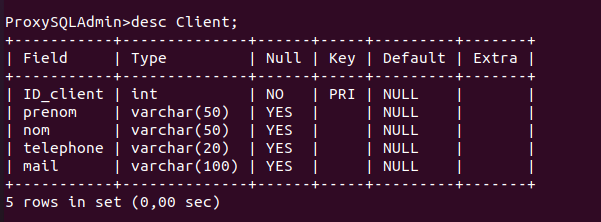 ProxySQLAdmin>desc Client;
+-----------+--------------+------+-----+---------+-------+
| Field     | Type         | Null | Key | Default | Extra |
+-----------+--------------+------+-----+---------+-------+
| ID_client | int          | NO   | PRI | NULL    |       |
| prenom    | varchar(50)  | YES  |     | NULL    |       |
| nom       | varchar(50)  | YES  |     | NULL    |       |
| telephone | varchar(20)  | YES  |     | NULL    |       |
| mail      | varchar(100) | YES  |     | NULL    |       |
+-----------+--------------+------+-----+---------+-------+
5 rows in set (0,00 sec)